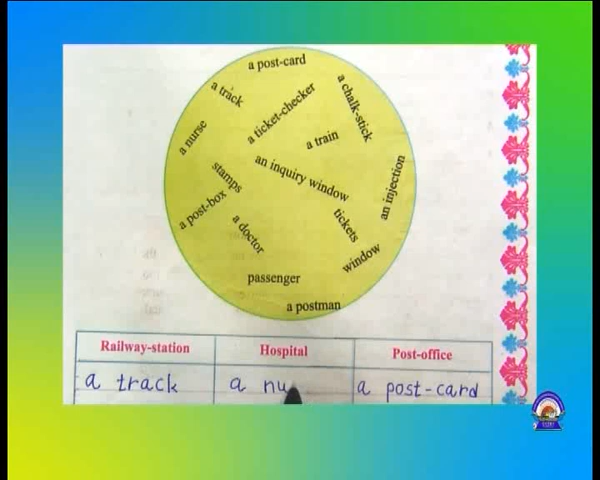 a post-card
a track
a ticket-checker
a chalk-stick
a nurse
a train
an inquiry window
an injection
stamps
a post-box
tickets
a doctor
window
passenger
a postman
Railway-station Hospital Post-office
a track a nu a post-card